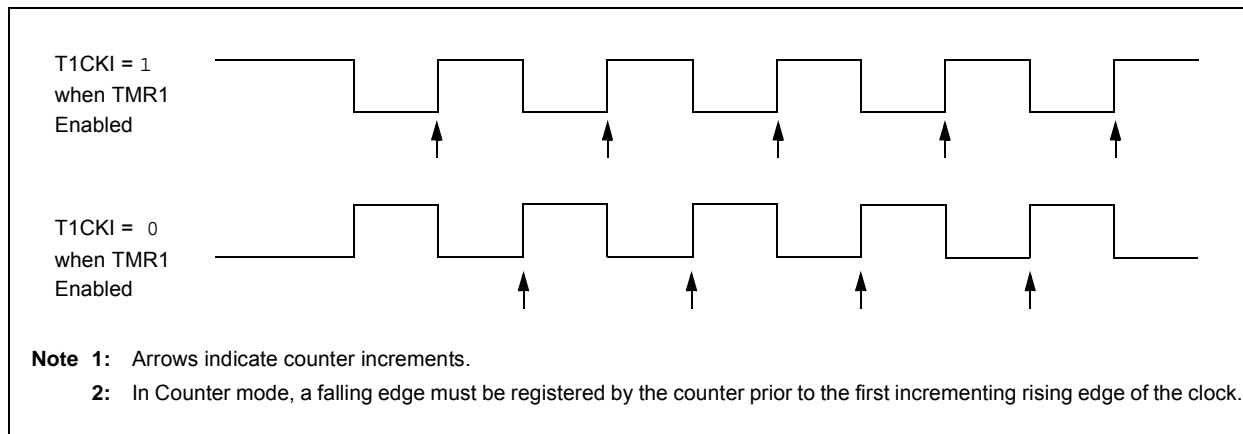 T1CKI = 1
when TMR1
Enabled
T1CKI = 0
when TMR1
Enabled
Note 1: Arrows indicate counter increments.
2: In Counter mode, a falling edge must be registered by the counter prior to the first incrementing rising edge of the clock.